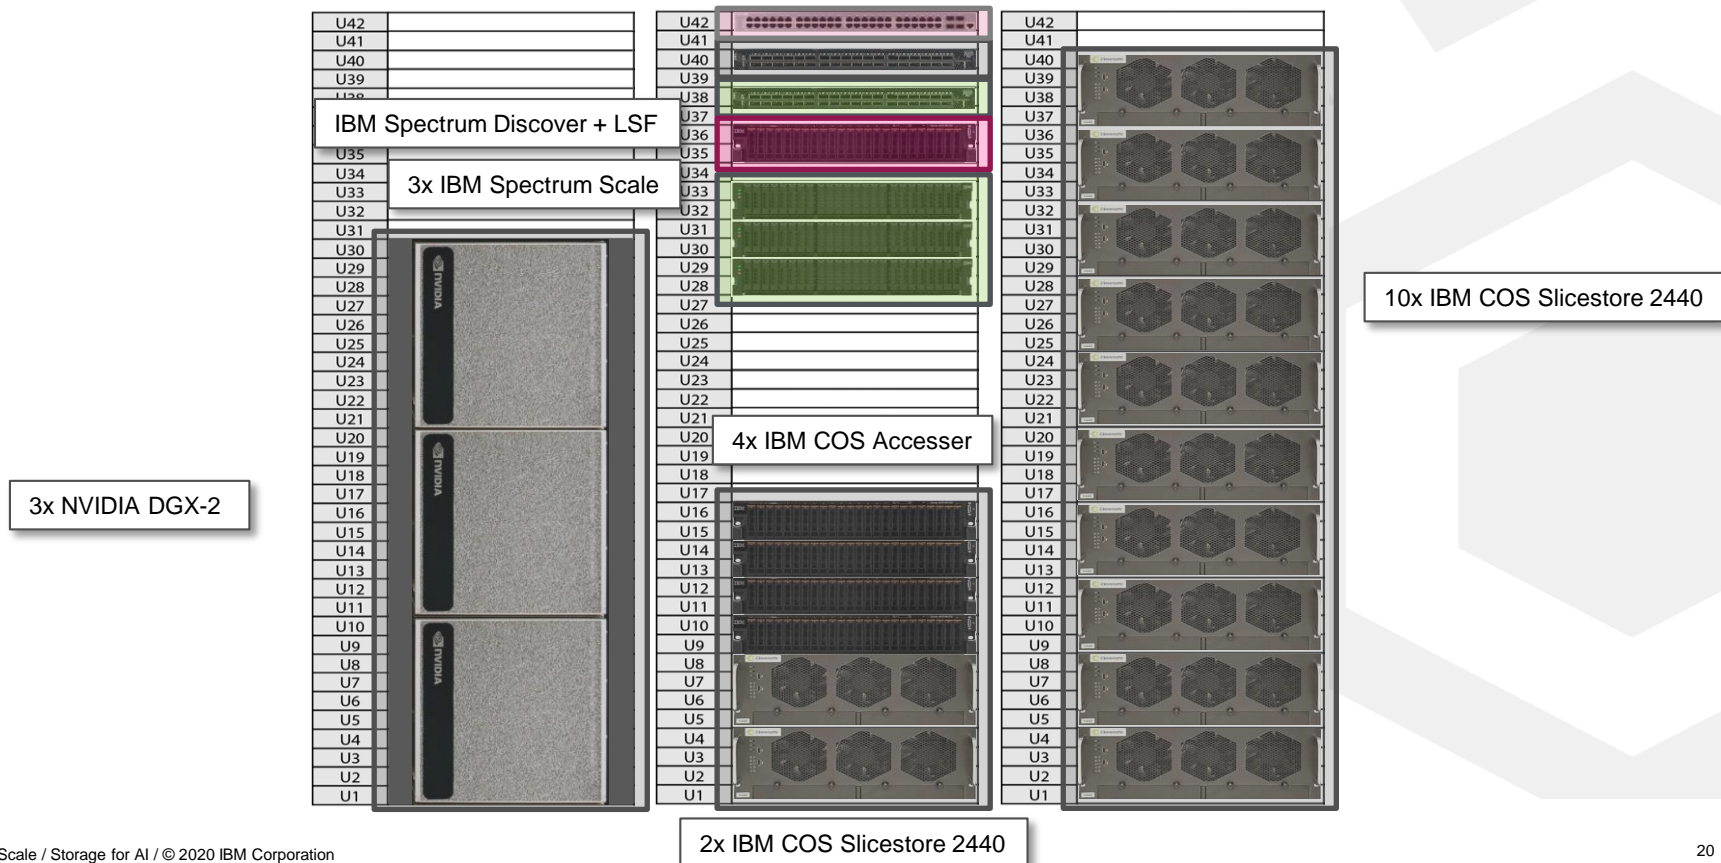 U42
U41
U40
U39
U38
IBM Spectrum Discover + LSF
U35
U34
3x IBM Spectrum Scale
U33
U32
U31
U30
U29
U28
U27
U26
U25
U24
U23
U22
U21
U20
U19
U18
U17
U16
U15
U14
U13
U12
U11
U10
U9
U8
U7
U6
U5
U4
U3
U2
U1
NVIDIA
NVIDIA
NVIDIA
3x NVIDIA DGX-2
U42
U41
U40
U39
U38
U37
U36
U35
U34
U33
U32
U31
U30
U29
U28
U27
U26
U25
U24
U23
U22
U21
4x IBM COS Accesser
U20
U19
U18
U17
U16
U15
U14
U13
U12
U11
U10
U9
U8
U7
U6
U5
U4
U3
U2
U1
2x IBM COS Slicestore 2440
U42
U41
U40
U39
U38
U37
U36
U35
U34
U33
U32
U31
U30
U29
U28
U27
U26
U25
U24
U23
U22
U21
U20
U19
U18
U17
U16
U15
U14
U13
U12
U11
U10
U9
U8
U7
U6
U5
U4
U3
U2
U1
10x IBM COS Slicestore 2440
Scale / Storage for AI / © 2020 IBM Corporation
20